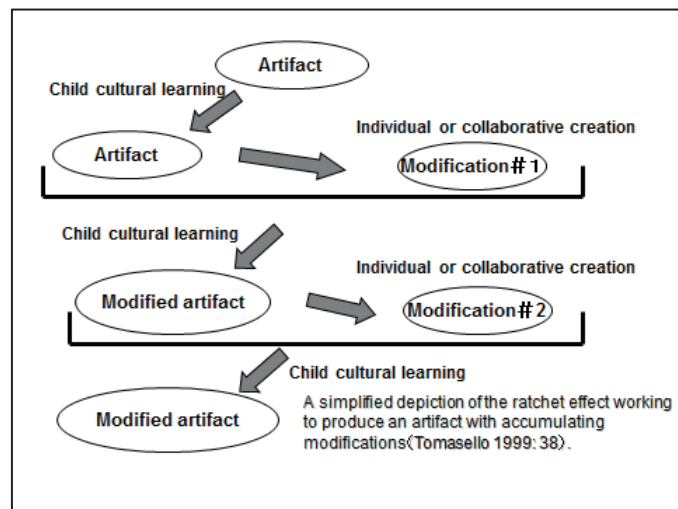 Artifact
Child cultural learning
Individual or collaborative creation
Artifact
Modification#1
Child cultural learning
Individual or collaborative creation
Modified artifact
Modification#2
Child cultural learning
Modified artifact
A simplified depiction of the ratchet effect working
to produce an artifact with accumulating
modifications(Tomasello 1999: 38).